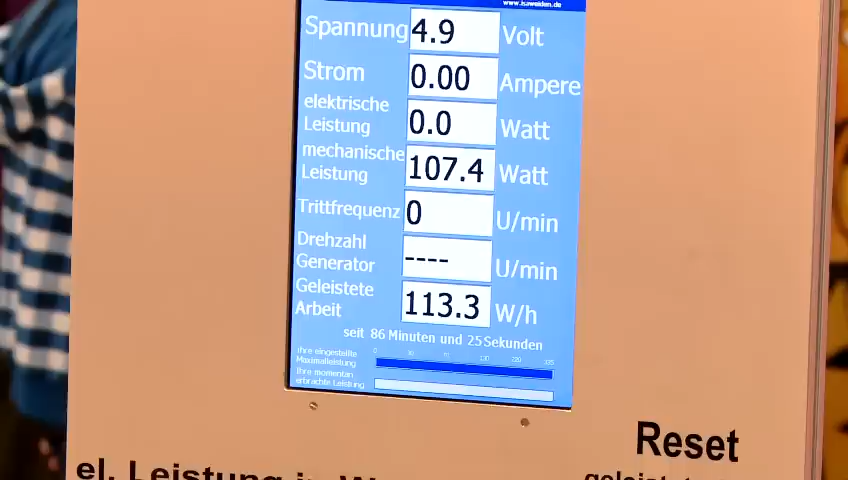 www.isaweiden.de
Spannung 4.9 Volt
Strom 0.00 Ampere
elektrische
Leistung 0.0 Watt
mechanische
Leistung 107.4 Watt
Trittfrequenz 0 U/min
Drehzahl
Generator ---- U/min
Geleistete
Arbeit 113.3 W/h
seit 86 Minuten und 25 Sekunden
Ihre eingestellte
Maximalleistung
Ihre momentan
erbrachte Leistung
Reset
el. Leistung in